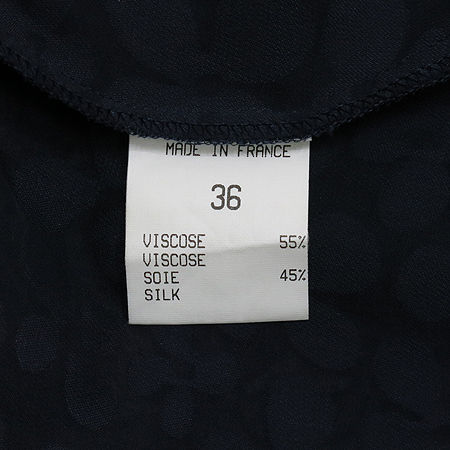 MADE IN FRANCE
36
VISCOSE 55%
VISCOSE
SOIE 45%
SILK